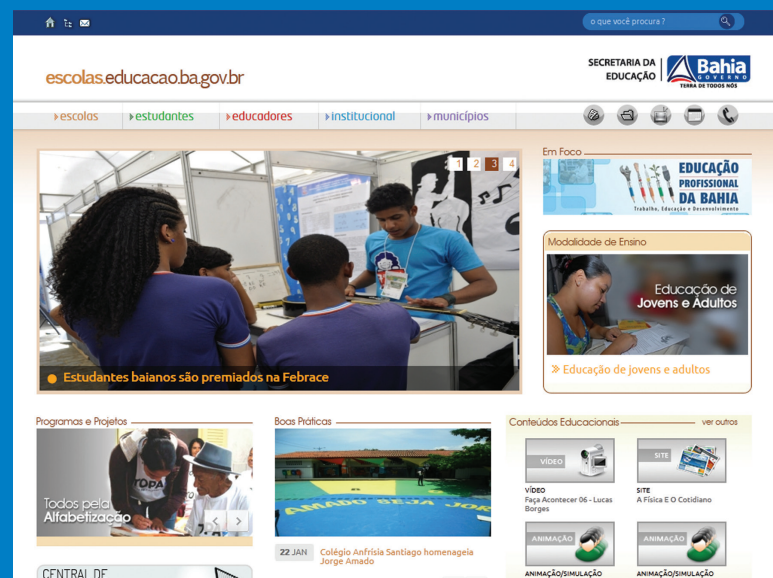 o que você procura ?
escolas.educacao.ba.gov.br
SECRETARIA DA
EDUCAÇÃO
Bahia
GOVERNO
TERRA DE TODOS NÓS
escolas
estudantes
educadores
institucional
municípios
1 2 3 4
Estudantes baianos são premiados na Febrace
Em Foco
EDUCAÇÃO
PROFISSIONAL
DA BAHIA
Trabalho, Educação e Desenvolvimento
Modalidade de Ensino
Educação de
Jovens e Adultos
Educação de jovens e adultos
Programas e Projetos
TOPA
Todos pela
Alfabetização
CENTRAL DE
Boas Práticas
AMADO SEJA JOR
22 JAN
Colégio Anfrísia Santiago homenageia
Jorge Amado
Conteúdos Educacionais
ver outros
VÍDEO
VÍDEO
Faça Acontecer 06 - Lucas
Borges
SITE
SITE
A Física E O Cotidiano
ANIMAÇÃO
ANIMAÇÃO/SIMULAÇÃO
ANIMAÇÃO
ANIMAÇÃO/SIMULAÇÃO